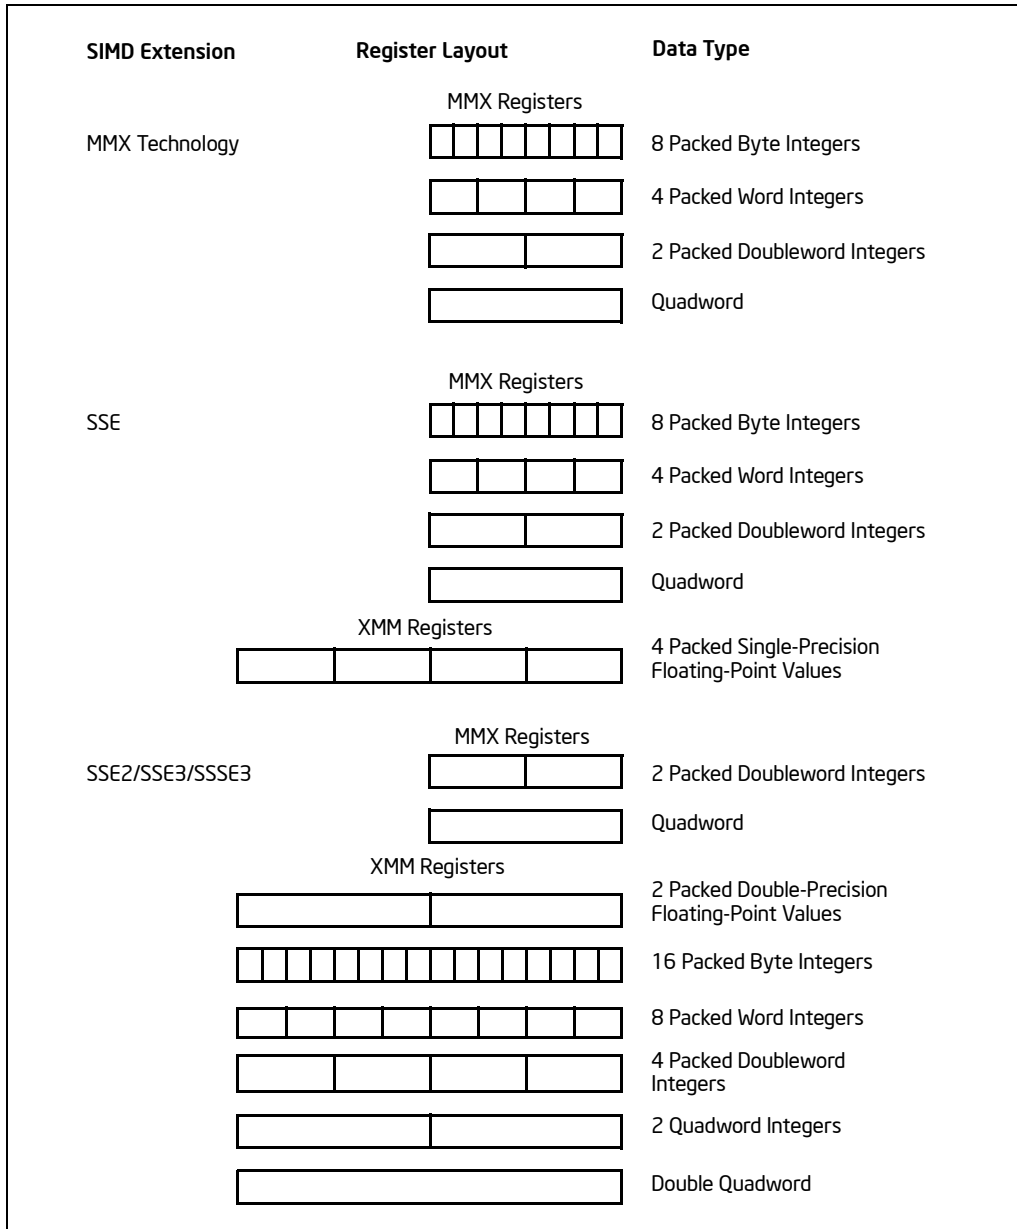 SIMD Extension Register Layout Data Type
MMX Registers
MMX Technology 8 Packed Byte Integers
4 Packed Word Integers
2 Packed Doubleword Integers
Quadword
MMX Registers
SSE 8 Packed Byte Integers
4 Packed Word Integers
2 Packed Doubleword Integers
Quadword
XMM Registers
4 Packed Single-Precision
Floating-Point Values
MMX Registers
SSE2/SSE3/SSSE3 2 Packed Doubleword Integers
Quadword
XMM Registers
2 Packed Double-Precision
Floating-Point Values
16 Packed Byte Integers
8 Packed Word Integers
4 Packed Doubleword
Integers
2 Quadword Integers
Double Quadword